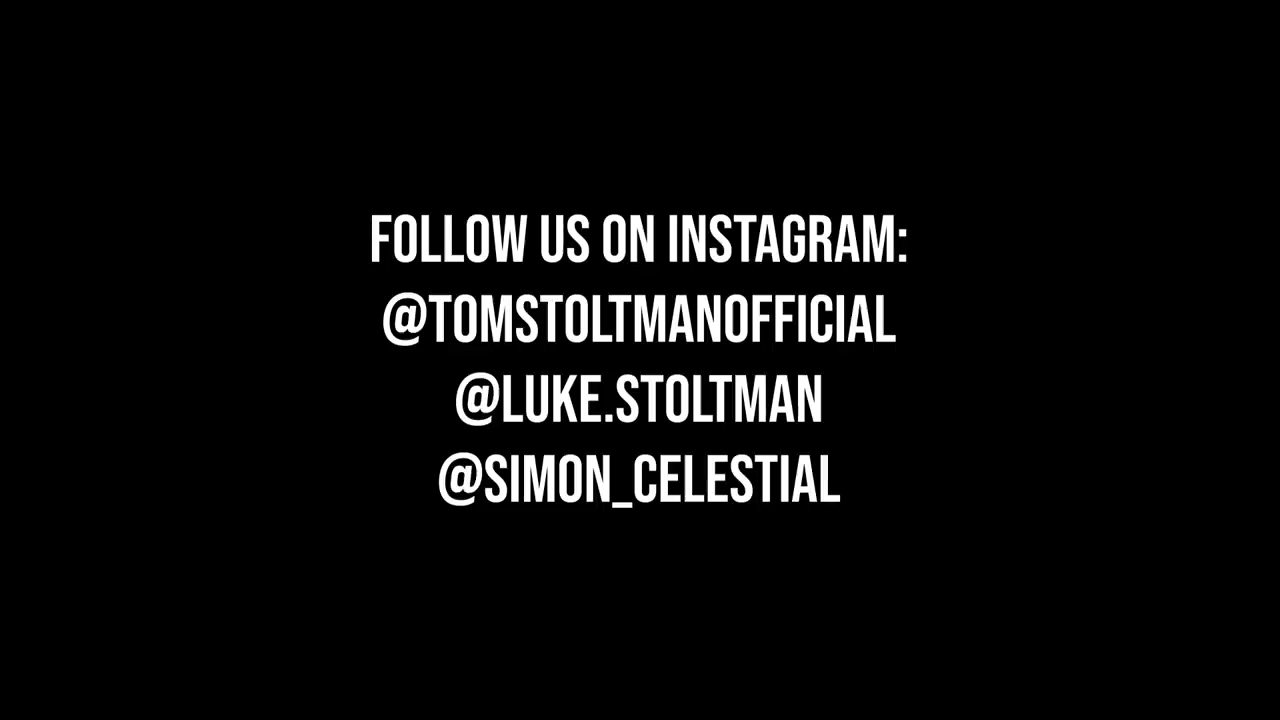 FOLLOW US ON INSTAGRAM:
@TOMSTOLTMANOFFICIAL
@LUKE.STOLTMAN
@SIMON_CELESTIAL